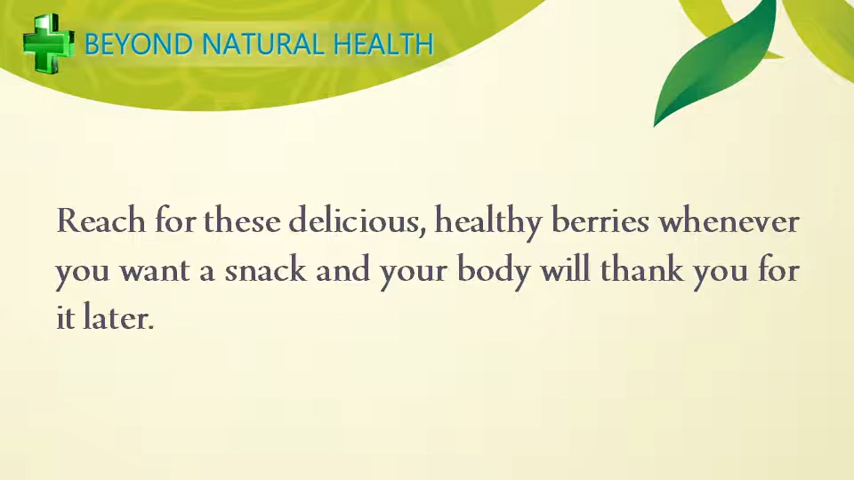 BEYOND NATURAL HEALTH
Reach for these delicious, healthy berries whenever
you want a snack and your body will thank you for
it later.